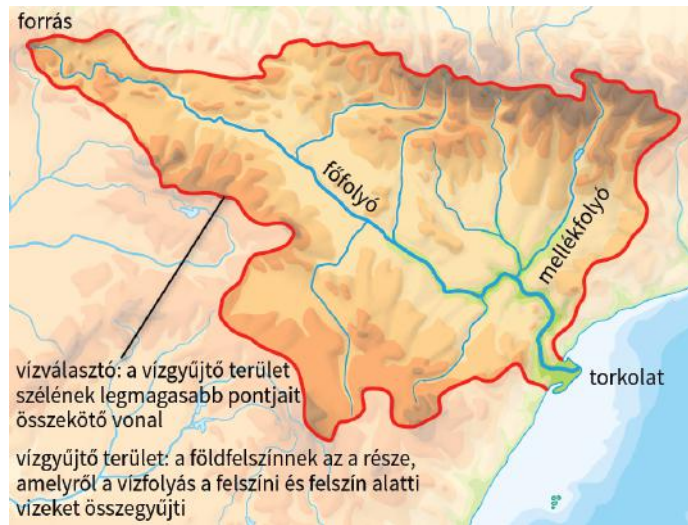 forrás
főfolyó
mellékfolyó
torkolat
vízválasztó: a vízgyűjtő terület
szélének legmagasabb pontjait
összekötő vonal
vízgyűjtő terület: a földfelszínnek az a része,
amelyről a vízfolyás a felszíni és felszín alatti
vizeket összegyűjti